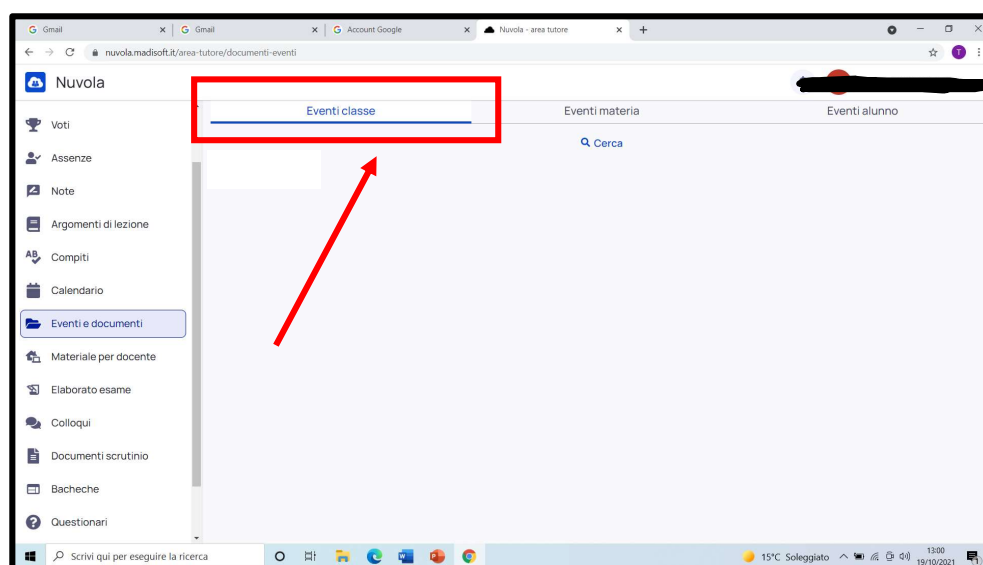 Gmail
Gmail
Account Google
Nuvola - area tutore
nuvola.madisoft.it/area-tutore/documenti-eventi
T
Nuvola
Eventi classe
Eventi materia
Eventi alunno
Cerca
Voti
Assenze
Note
Argomenti di lezione
Compiti
Calendario
Eventi e documenti
Materiale per docente
Elaborato esame
Colloqui
Documenti scrutinio
Bacheche
Questionari
Scrivi qui per eseguire la ricerca
15°C Soleggiato
13:00
19/10/2021